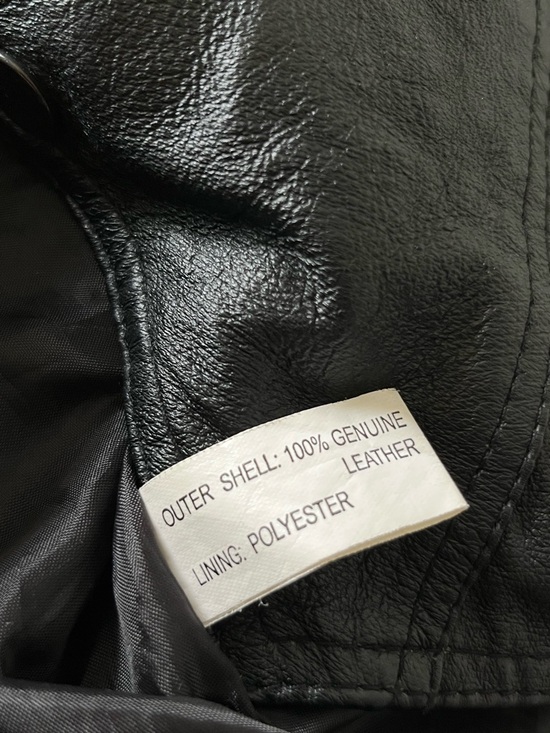 OUTER SHELL: 100% GENUINE
LEATHER
LINING: POLYESTER